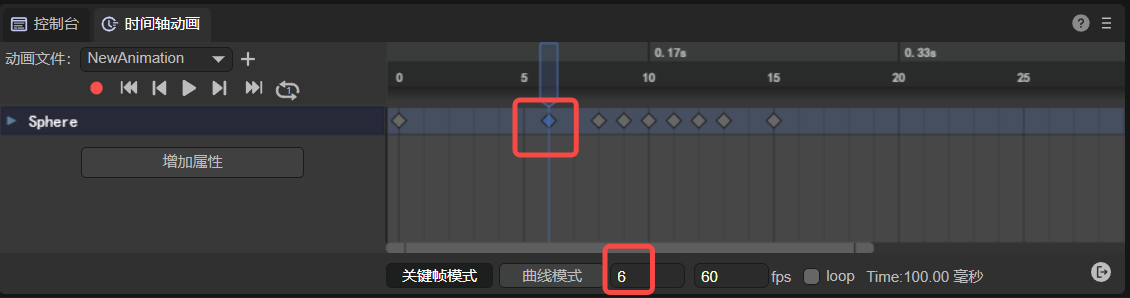 控制台 时间轴动画 ?
动画文件: NewAnimation
0.17s 0.33s
0 5 10 15 20 25
1
Sphere
增加属性
关键帧模式 曲线模式 6 60 fps loop Time:100.00 毫秒